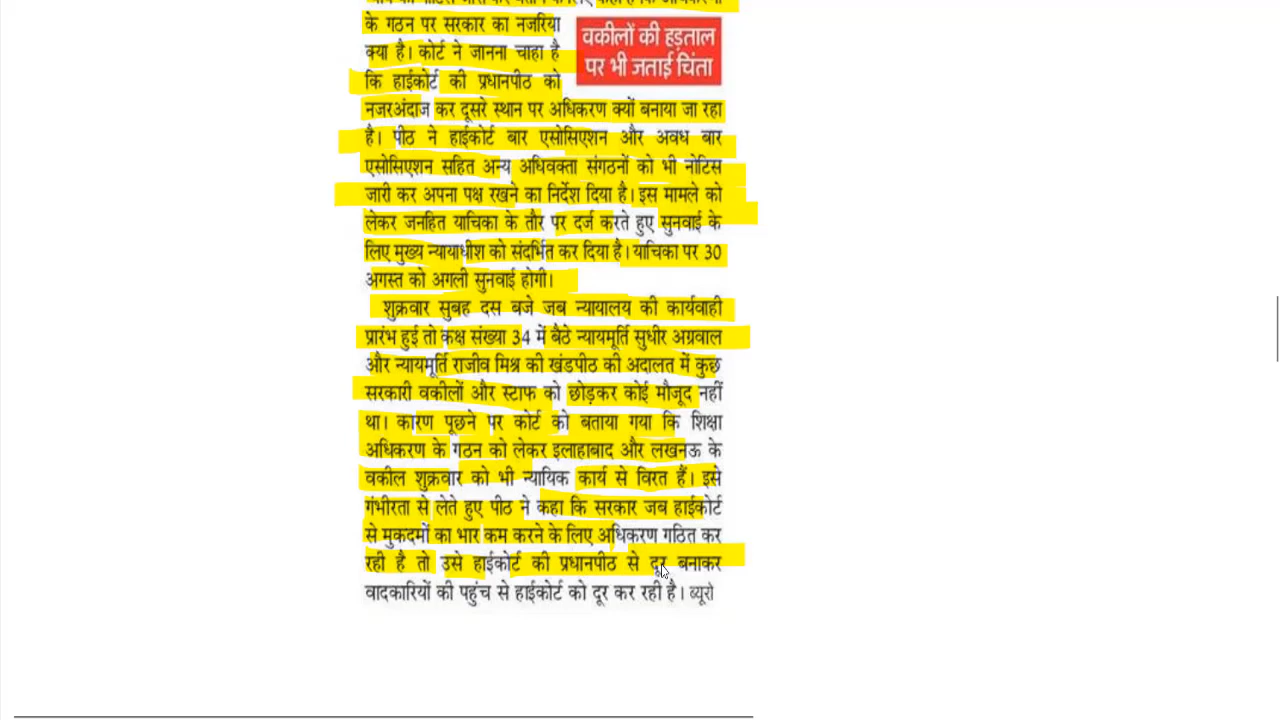 के गठन पर सरकार का नजरिया
क्या है। कोर्ट ने जानना चाहा है
कि हाईकोर्ट की प्रधानपीठ को
वकीलों की हड़ताल
पर भी जताई चिंता
नजरअंदाज कर दूसरे स्थान पर अधिकरण क्यों बनाया जा रहा
है। पीठ ने हाईकोर्ट बार एसोसिएशन और अवध बार
एसोसिएशन सहित अन्य अधिवक्ता संगठनों को भी नोटिस
जारी कर अपना पक्ष रखने का निर्देश दिया है। इस मामले को
लेकर जनहित याचिका के तौर पर दर्ज करते हुए सुनवाई के
लिए मुख्य न्यायाधीश को संदर्भित कर दिया है। याचिका पर 30
अगस्त को अगली सुनवाई होगी।
शुक्रवार सुबह दस बजे जब न्यायालय की कार्यवाही
प्रारंभ हुई तो कक्ष संख्या 34 में बैठे न्यायमूर्ति सुधीर अग्रवाल
और न्यायमूर्ति राजीव मिश्र की खंडपीठ की अदालत में कुछ
सरकारी वकीलों और स्टाफ को छोड़कर कोई मौजूद नहीं
था। कारण पूछने पर कोर्ट को बताया गया कि शिक्षा
अधिकरण के गठन को लेकर इलाहाबाद और लखनऊ के
वकील शुक्रवार को भी न्यायिक कार्य से विरत हैं। इसे
गंभीरता से लेते हुए पीठ ने कहा कि सरकार जब हाईकोर्ट
से मुकदमों का भार कम करने के लिए अधिकरण गठित कर
रही है तो उसे हाईकोर्ट की प्रधानपीठ से दूर बनाकर
वादकारियों की पहुंच से हाईकोर्ट को दूर कर रही है। ब्यूरो